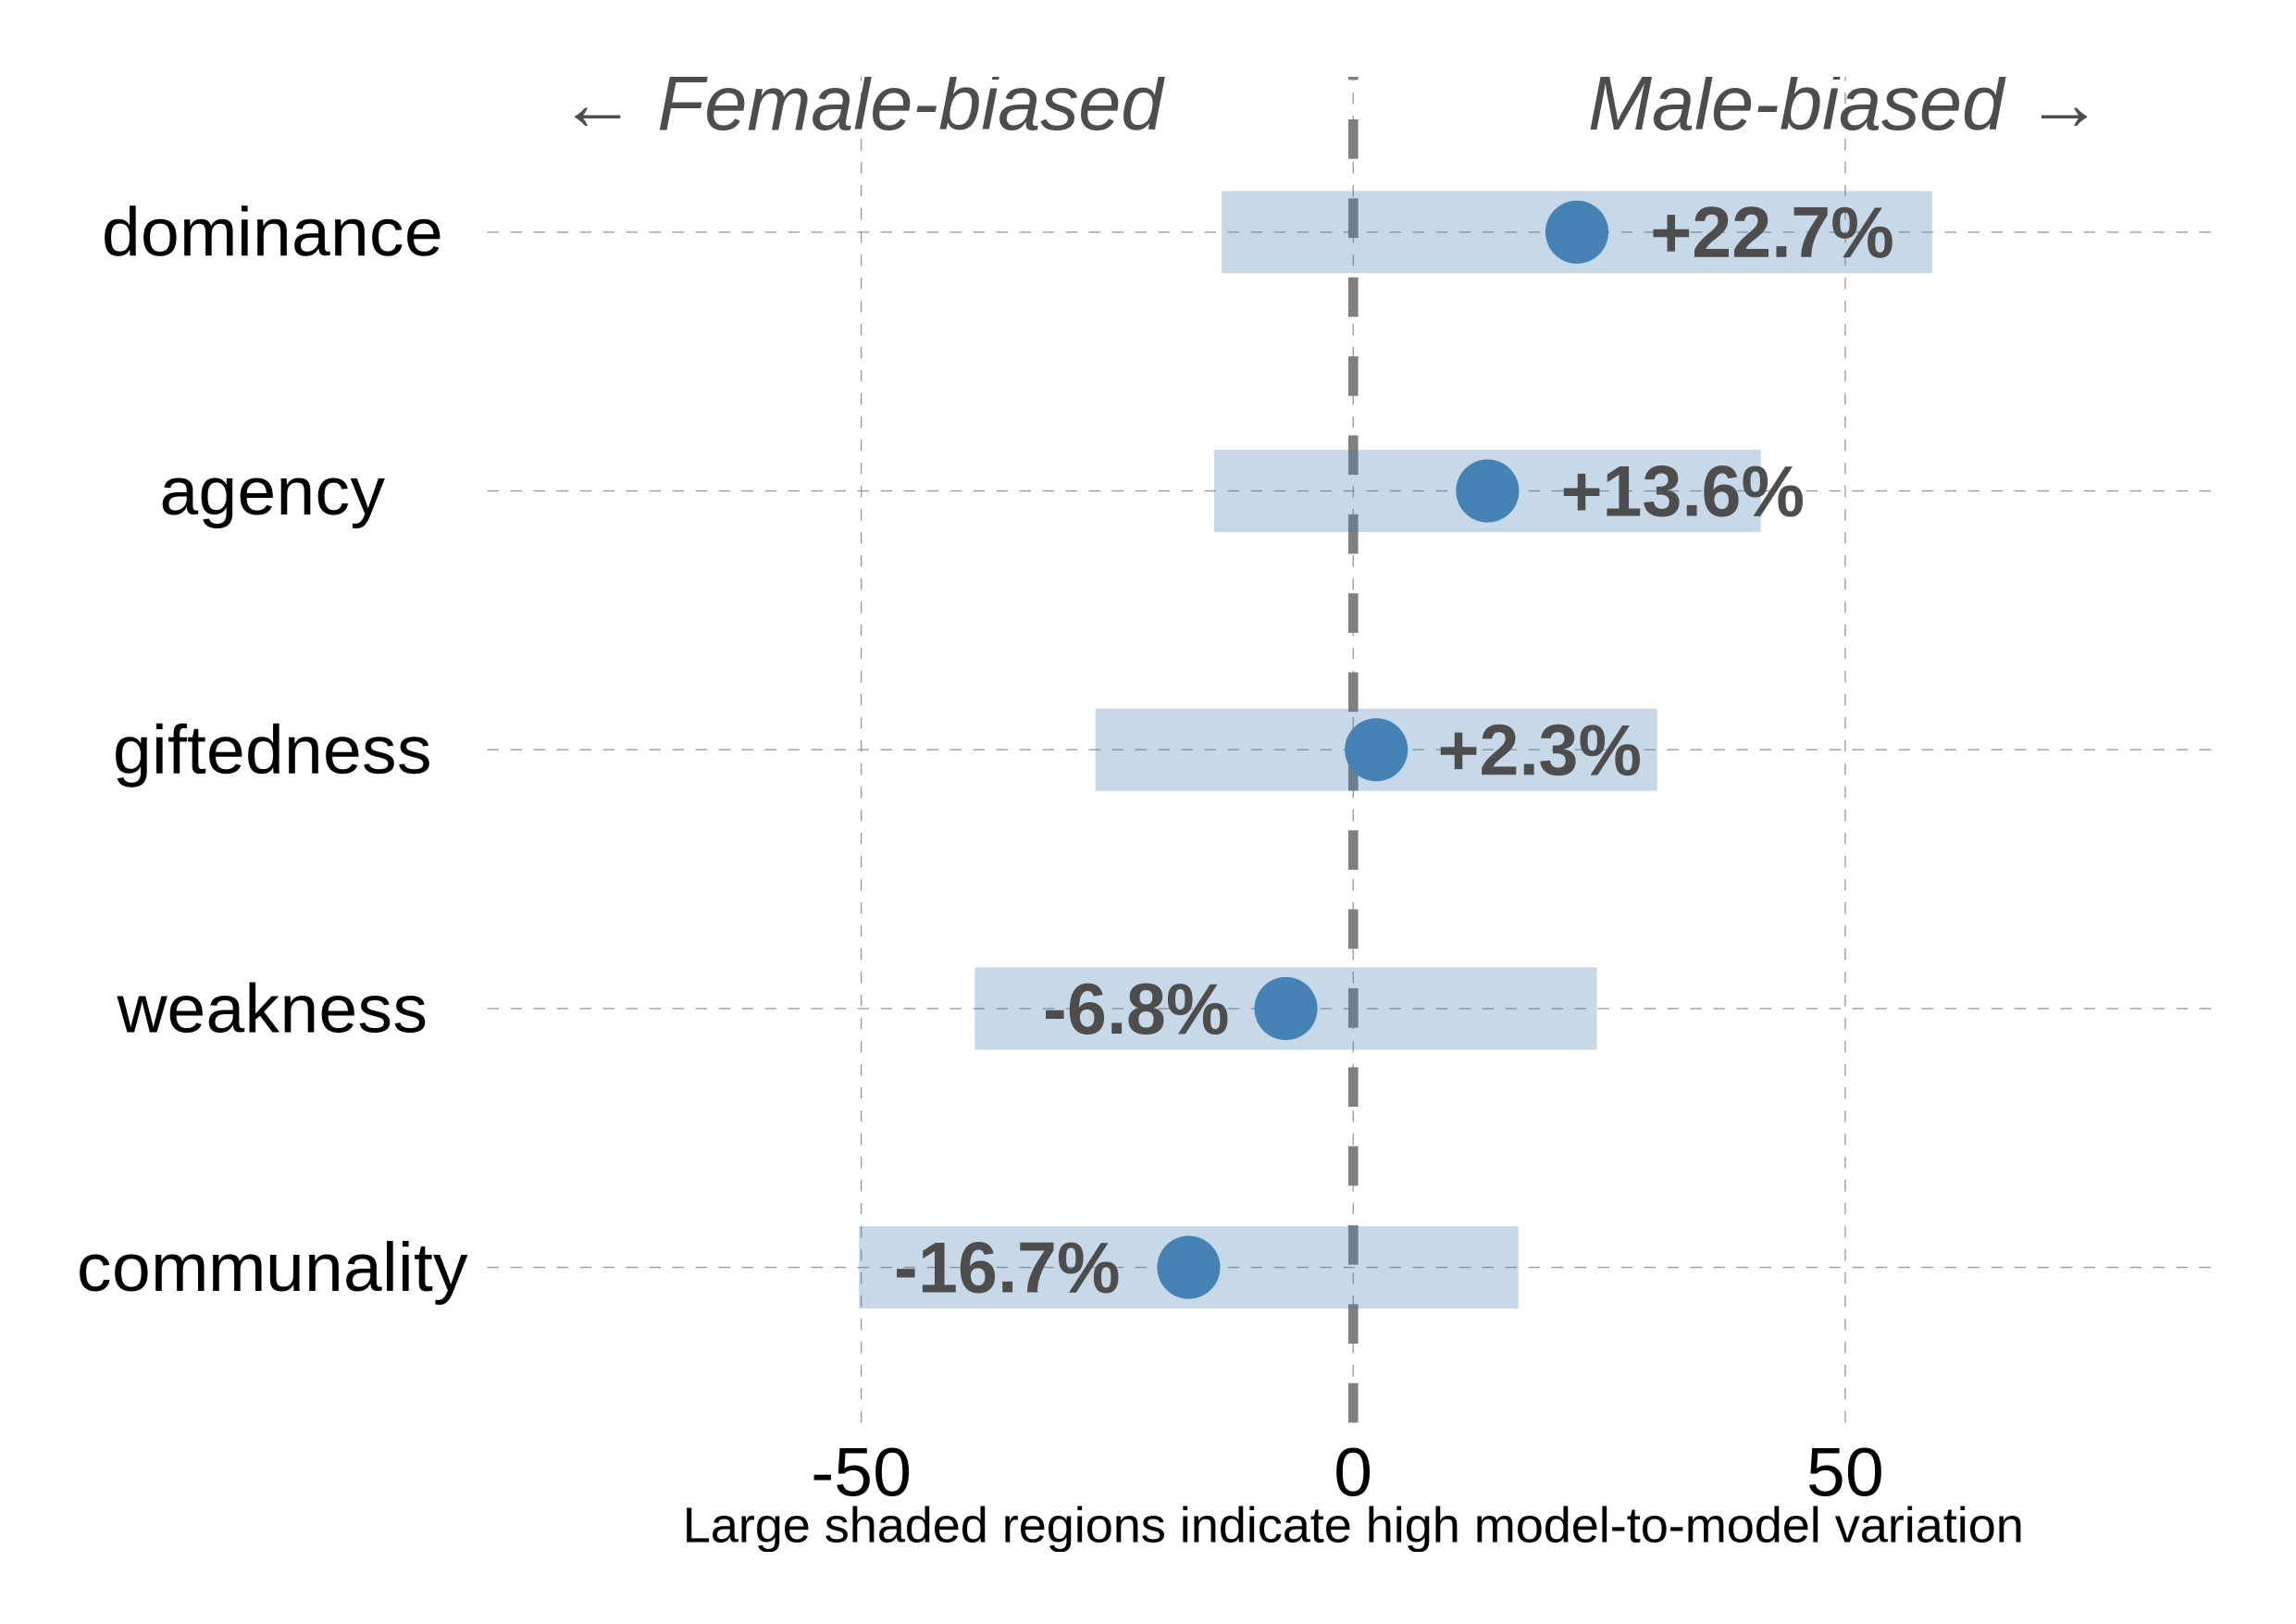 ← Female-biased Male-biased →
dominance +22.7%
agency +13.6%
giftedness +2.3%
weakness -6.8%
communality -16.7%
-50 0 50
Large shaded regions indicate high model-to-model variation